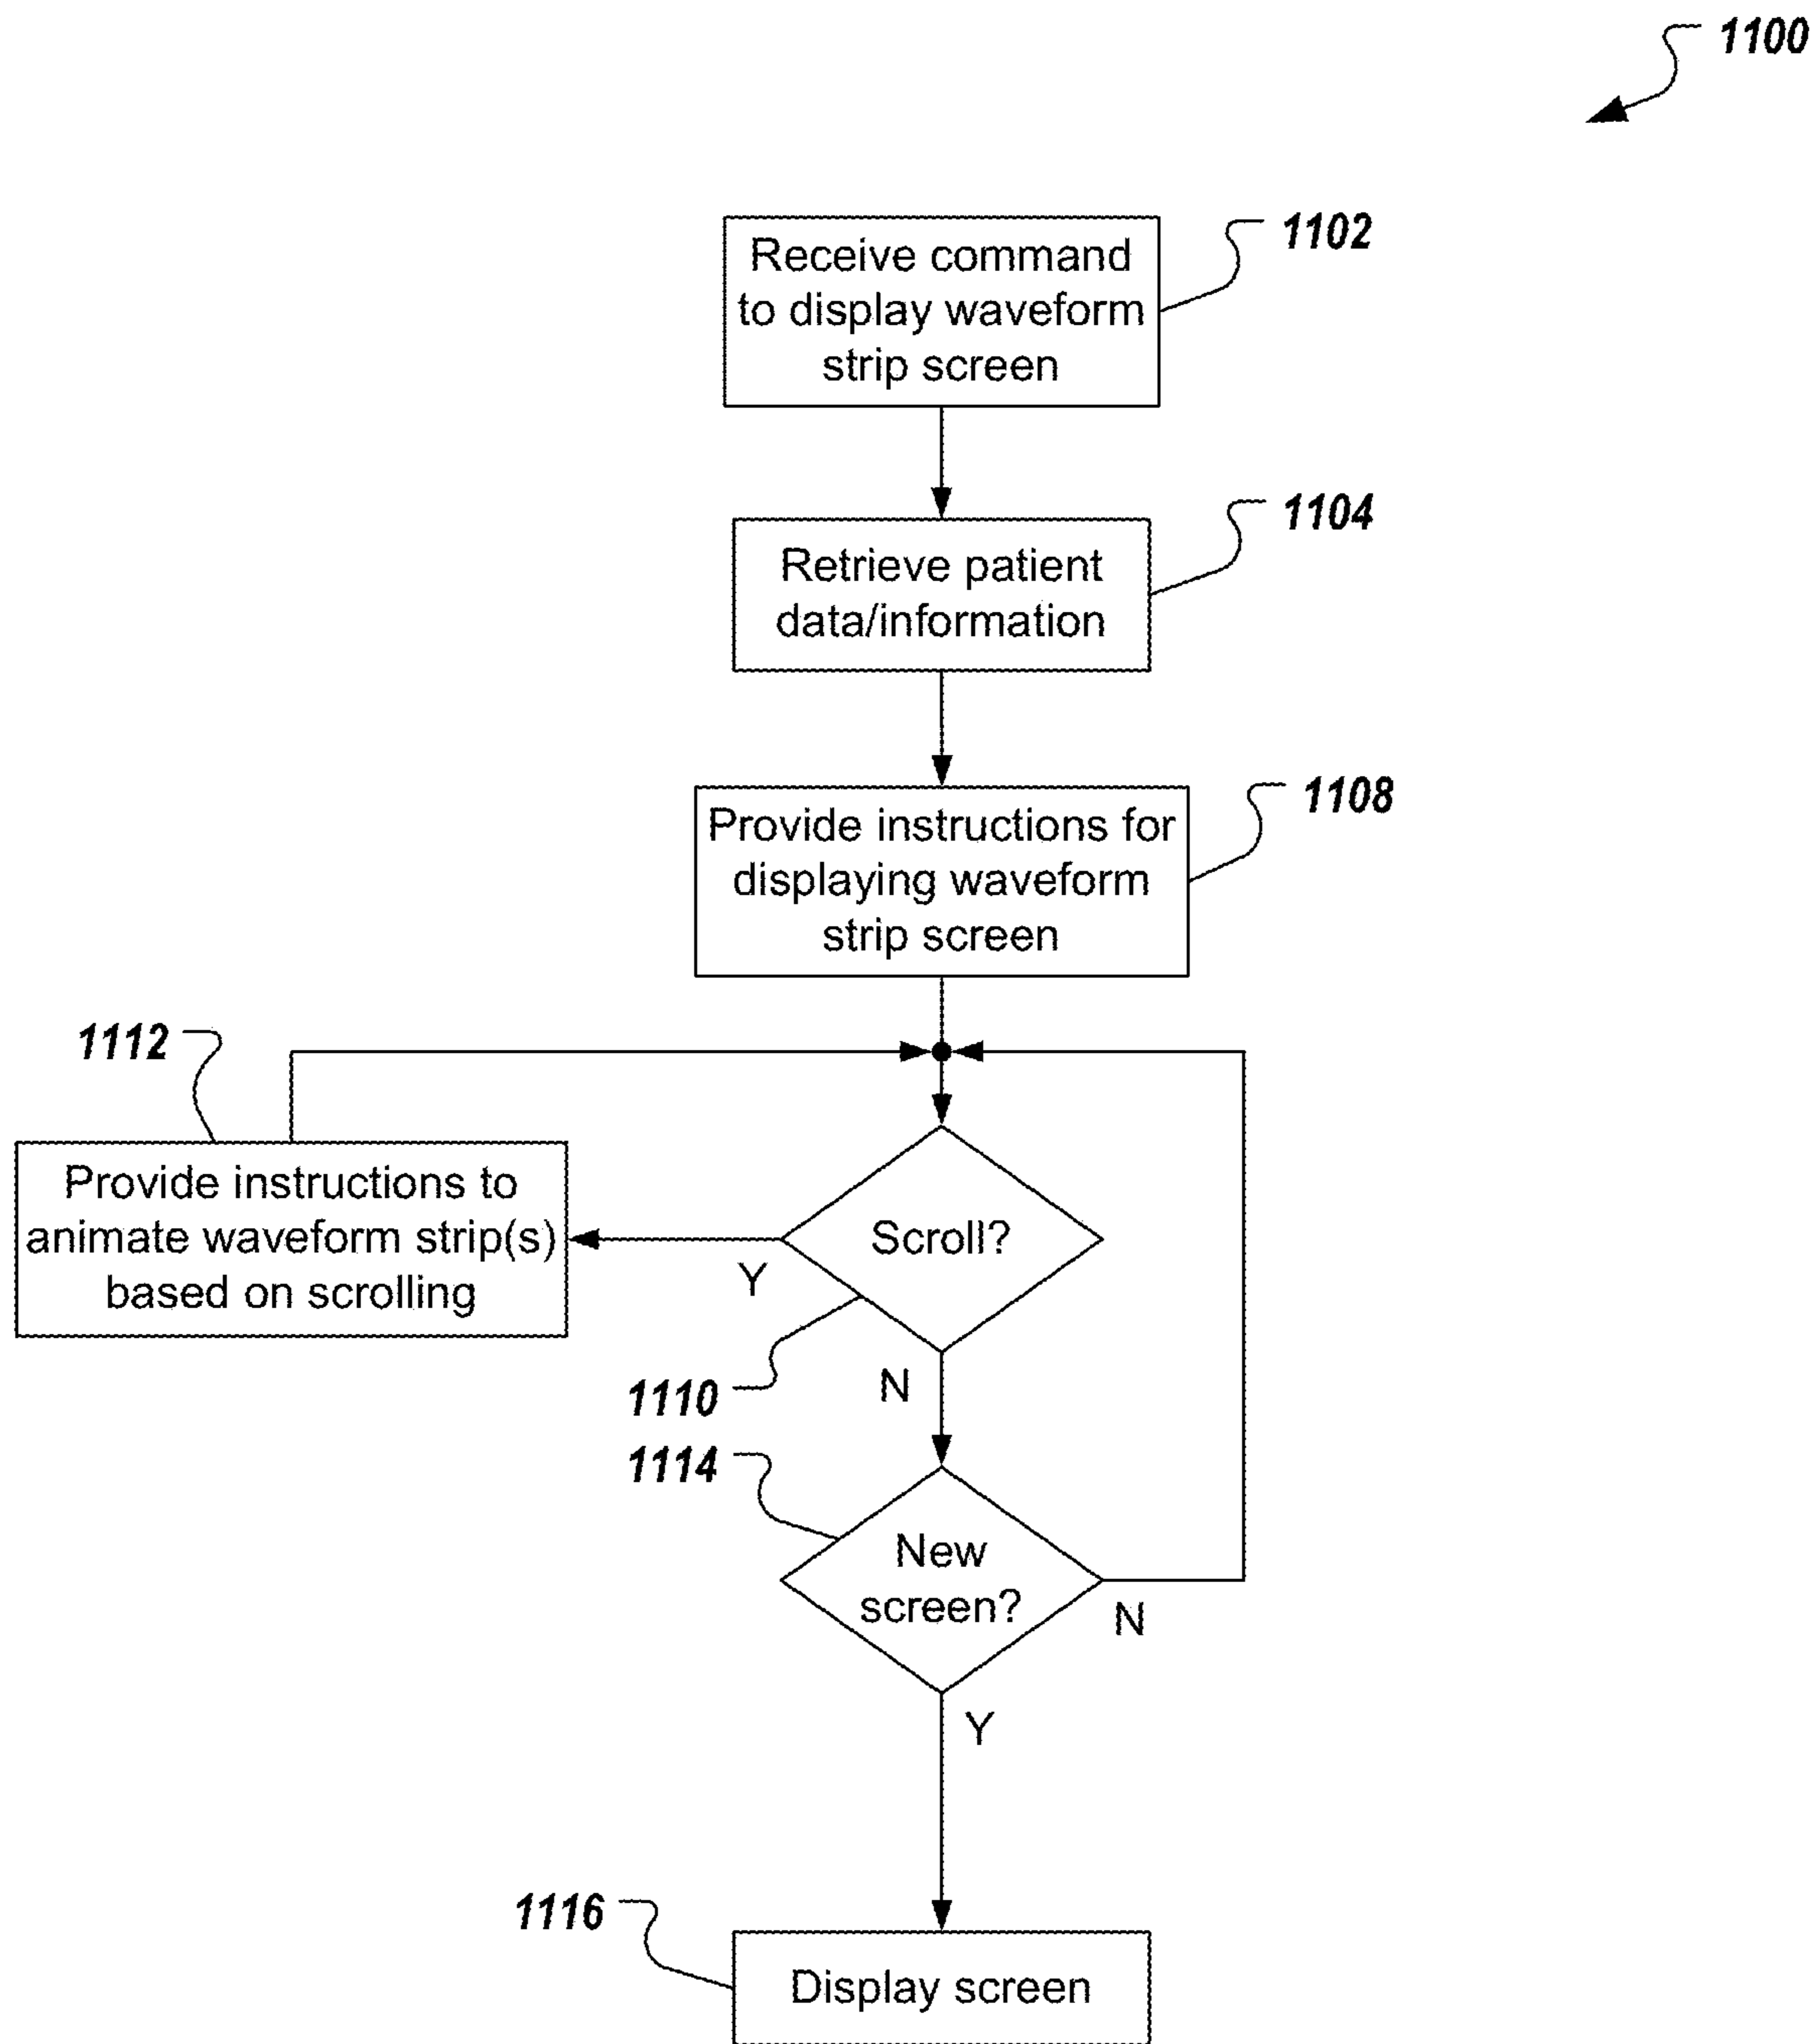 1100
1102
Receive command
to display waveform
strip screen
1104
Retrieve patient
data/information
1108
Provide instructions for
displaying waveform
strip screen
1112
Provide instructions to
animate waveform strip(s)
based on scrolling
Scroll?
Y
1110
N
1114
New
screen?
N
Y
1116
Display screen